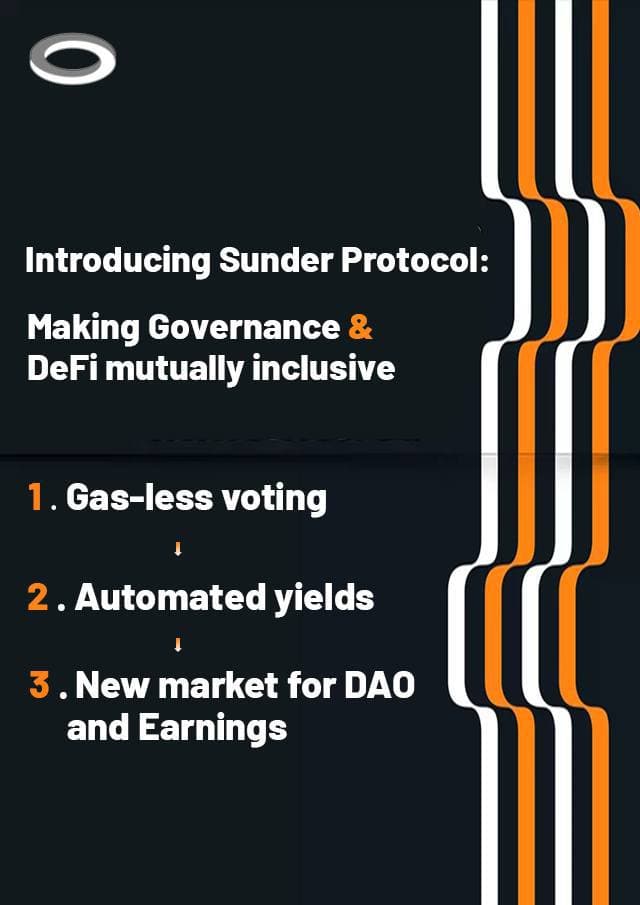 Introducing Sunder Protocol:
Making Governance &
DeFi mutually inclusive
1. Gas-less voting
2. Automated yields
3. New market for DAO
and Earnings